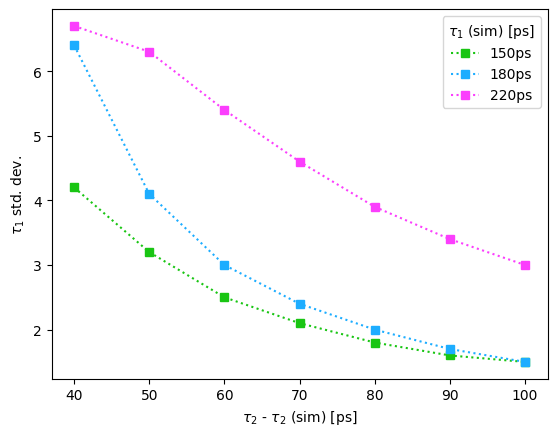 τ₁ (sim) [ps]
150ps
180ps
220ps
τ₁ std. dev.
6
5
4
3
2
40 50 60 70 80 90 100
τ₂ - τ₂ (sim) [ps]